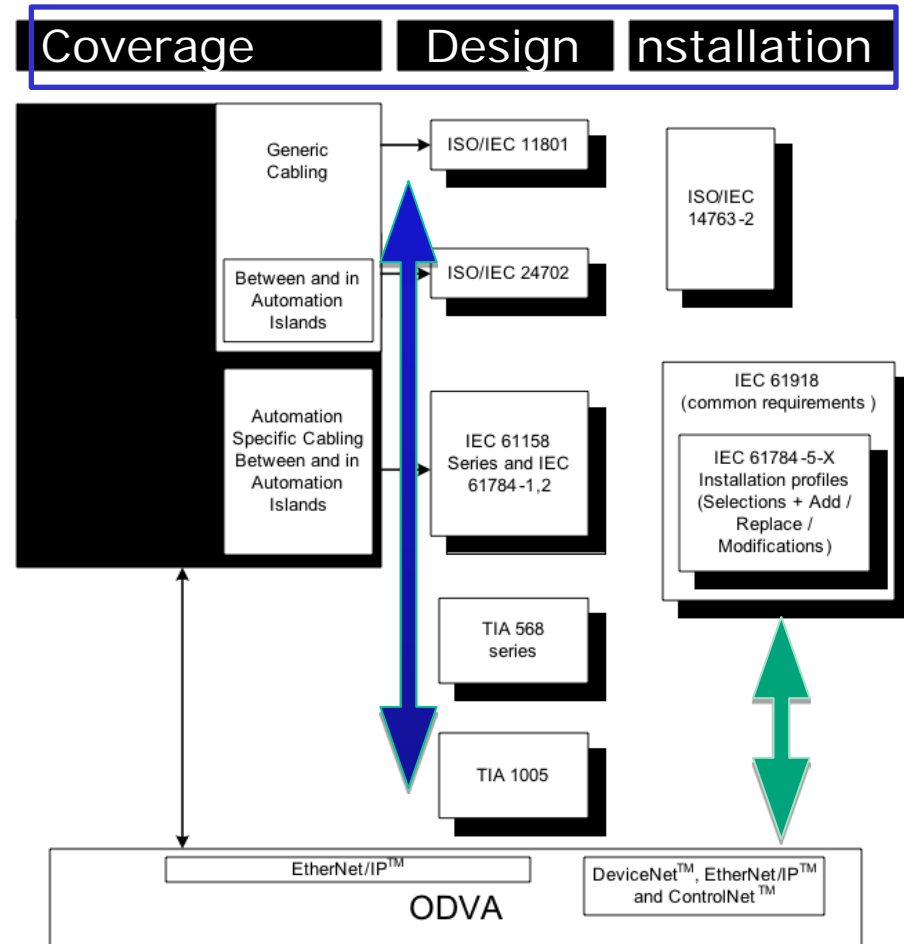 Coverage
Design
nstallation
Generic
Cabling
Between and in
Automation
Islands
Automation
Specific Cabling
Between and in
Automation
Islands
ISO/IEC 11801
ISO/IEC 24702
IEC 61158
Series and IEC
61784-1,2
TIA 568
series
TIA 1005
ISO/IEC
14763-2
IEC 61918
(common requirements )
IEC 61784-5-X
Installation profiles
(Selections + Add /
Replace /
Modifications)
EtherNet/IP™
DeviceNet™, EtherNet/IP™
and ControlNet™
ODVA